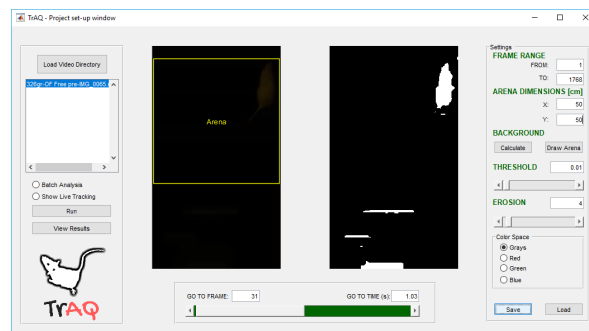 TrAQ - Project set-up window
Load Video Directory
326gr-OF Free pre-IMG_0065
Batch Analysis
Show Live Tracking
Run
View Results
TrAQ
Arena
GO TO FRAME: 31
GO TO TIME (s): 1.03
Settings
FRAME RANGE
FROM: 1
TO: 1768
ARENA DIMENSIONS [cm]
X: 50
Y: 50
BACKGROUND
Calculate Draw Arena
THRESHOLD 0.01
EROSION 4
Color Space
Grays
Red
Green
Blue
Save Load